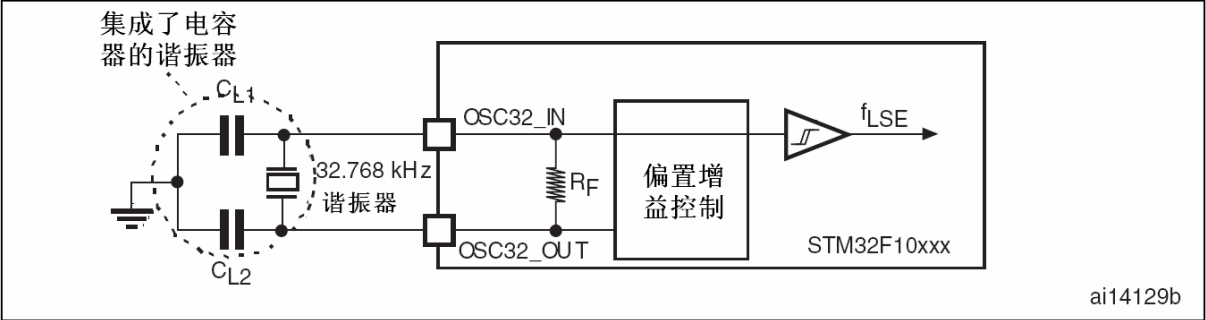 集成了电容
器的谐振器
CL1
OSC32_IN
fLSE
32.768 kHz
谐振器
RF
偏置增
益控制
OSC32_OUT
STM32F10xxx
CL2
ai14129b